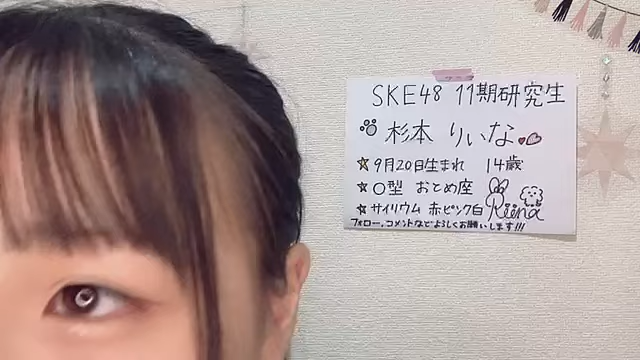 SKE48 11期研究生
杉本 りいな
☆9月20日生まれ 14歳
☆O型 おとめ座
☆サイリウム 赤ピンク白
Riina
フォロー、コメントなどよろしくお願いします!!!